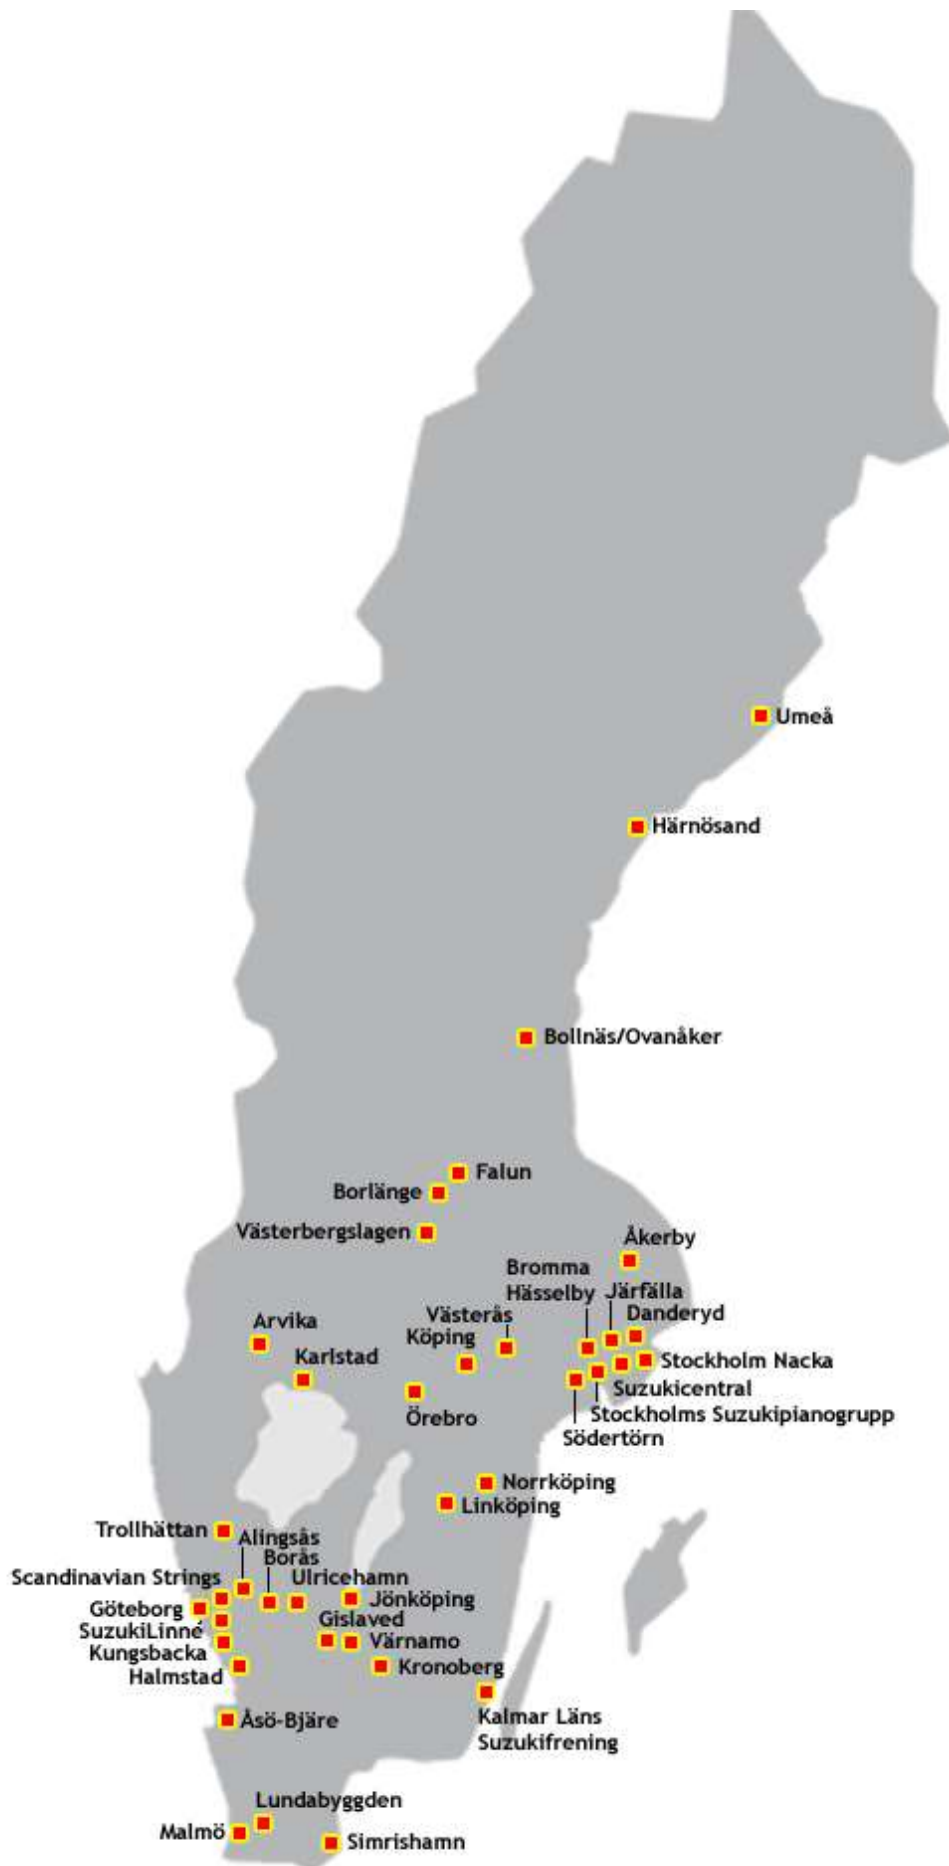 Umeå
Härnösand
Bollnäs/Ovanåker
Falun
Borlänge
Västerbergslagen
Åkerby
Bromma
Hässelby
Järfälla
Danderyd
Västerås
Köping
Arvika
Karlstad
Stockholm Nacka
Suzukicentral
Örebro
Stockholms Suzukipianogrupp
Södertörn
Norrköping
Linköping
Trollhättan
Alingsås
Borås
Scandinavian Strings
Ulricehamn
Jönköping
Göteborg
Gislaved
SuzukiLinné
Värnamo
Kungsbacka
Kronoberg
Halmstad
Åsö-Bjäre
Kalmar Läns
Suzukifrening
Lundabyggden
Malmö
Simrishamn